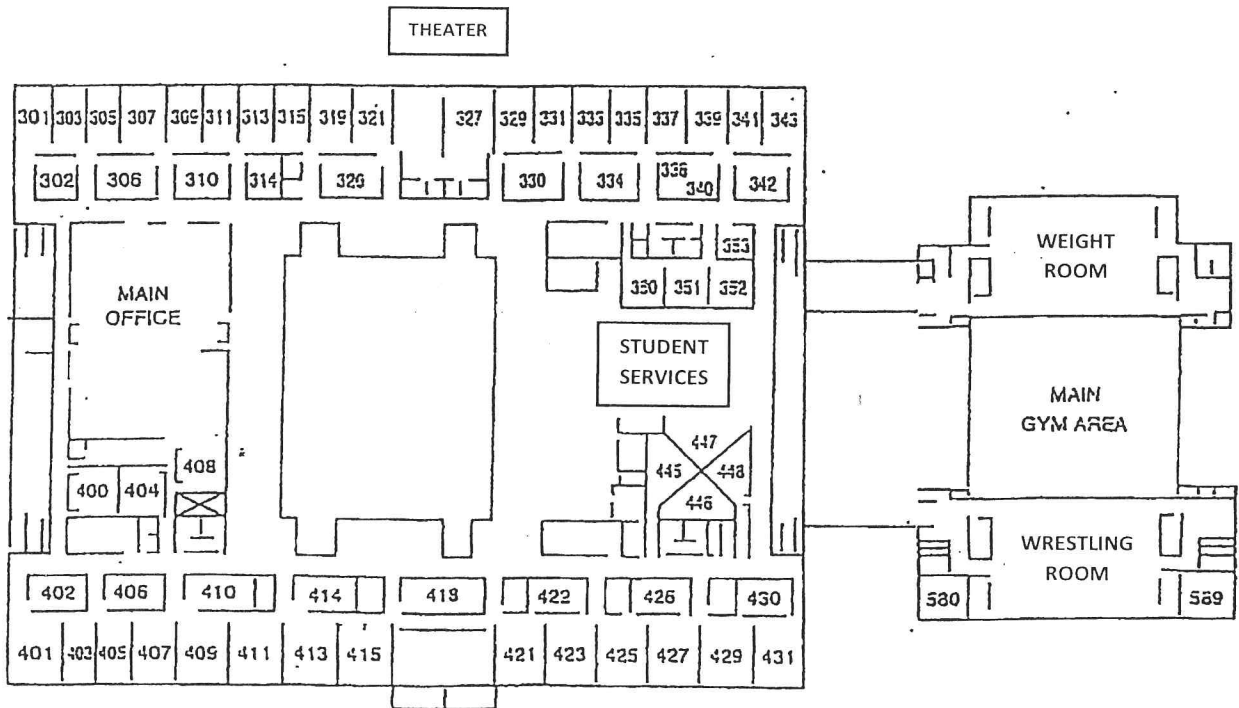 THEATER
301 303 305 307 309 311 313 315 319 321 327 329 331 333 335 337 339 341 343
302 306 310 314 320 330 334 338 340 342
353
350 351 352
MAIN
OFFICE
WEIGHT
ROOM
STUDENT
SERVICES
MAIN
GYM AREA
447
408 445 448
400 404 446
WRESTLING
ROOM
402 406 410 414 418 422 426 430 580 589
401 403 405 407 409 411 413 415 421 423 425 427 429 431